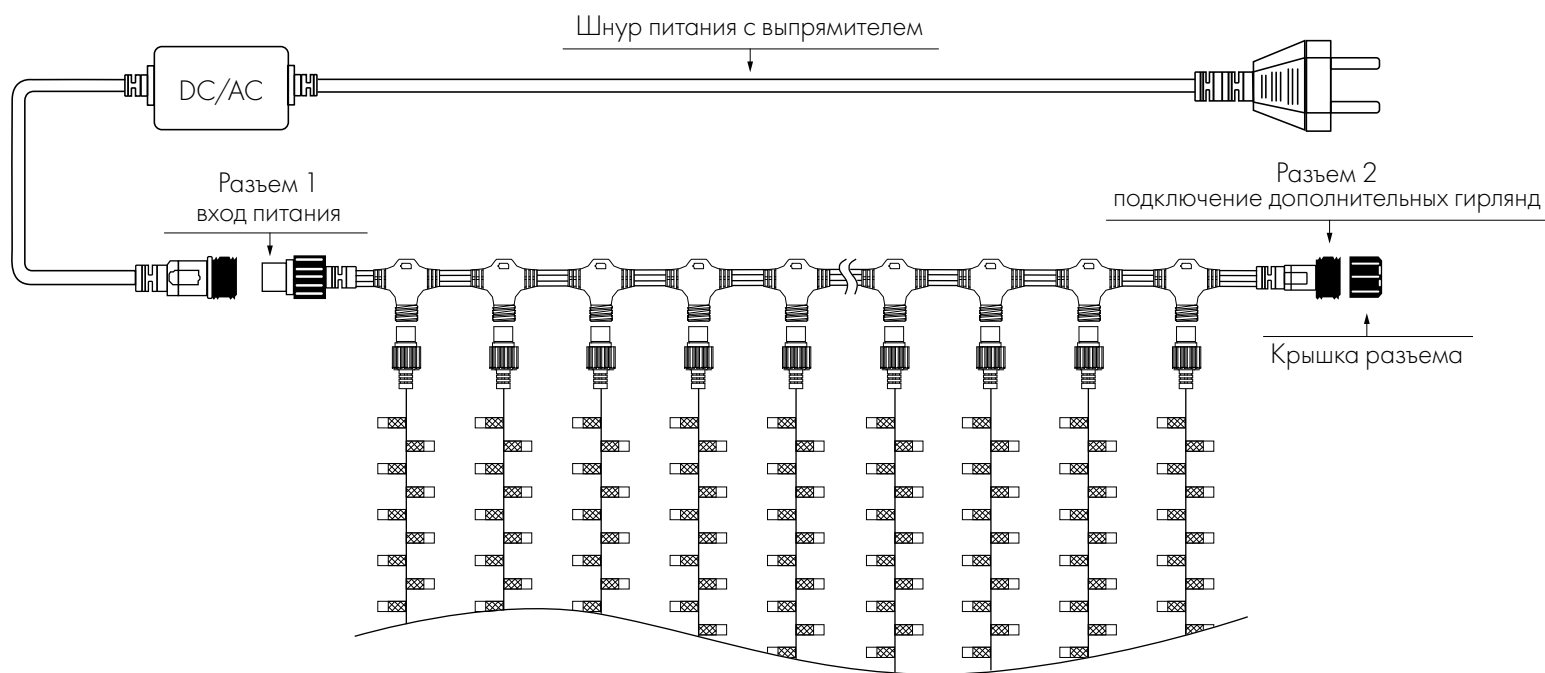 Шнур питания с выпрямителем
DC/AC
Разъем 1
вход питания
Разъем 2
подключение дополнительных гирлянд
Крышка разъема